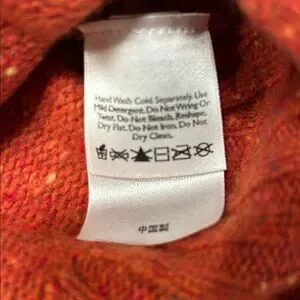 Hand Wash Cold Separately. Use
Mild Detergent. Do Not Wring Or
Twist. Do Not Bleach. Reshape.
Dry Flat. Do Not Iron. Do Not
Dry Clean.
中国製